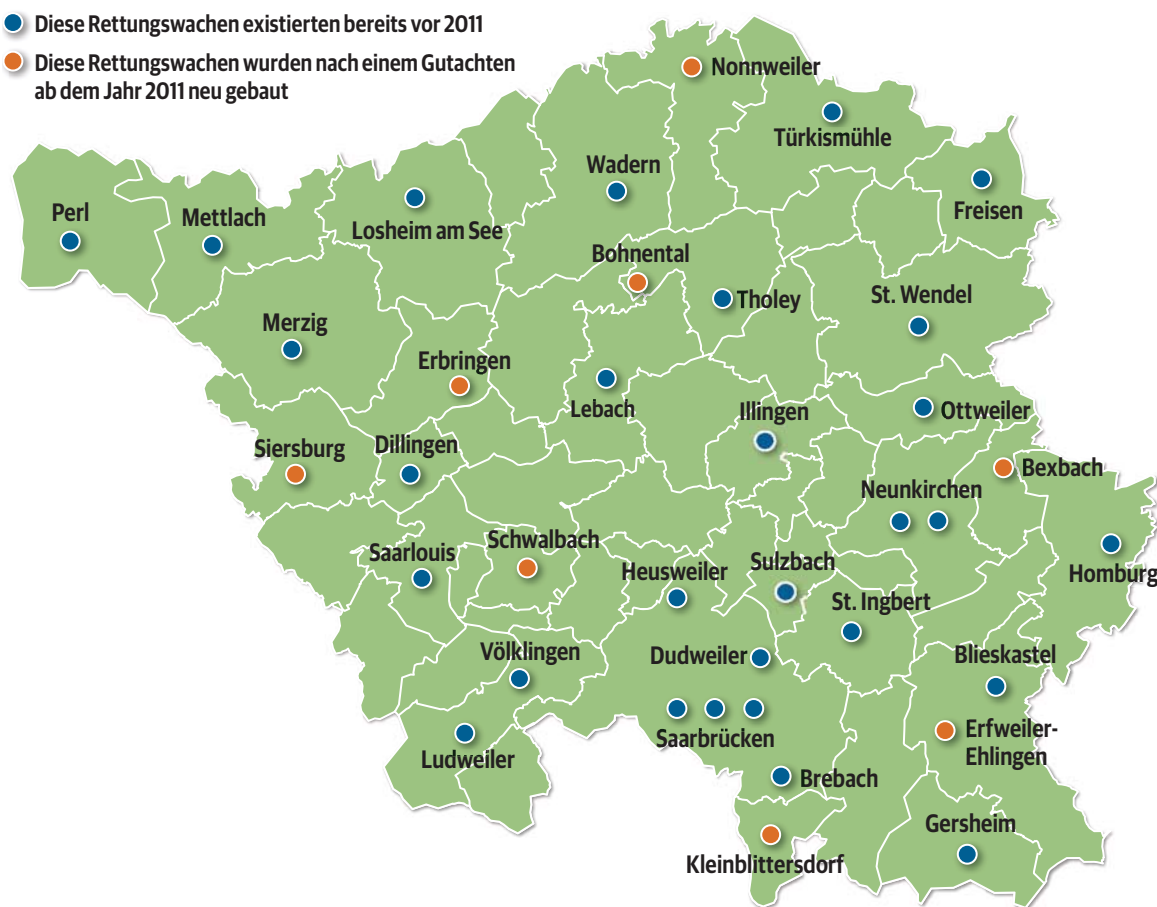 Diese Rettungswachen existierten bereits vor 2011
Diese Rettungswachen wurden nach einem Gutachten
ab dem Jahr 2011 neu gebaut
Nonnweiler
Türkismühle
Wadern
Freisen
Perl
Mettlach
Losheim am See
Bohnental
Tholey
St. Wendel
Merzig
Erbringen
Lebach
Illingen
Ottweiler
Siersburg
Dillingen
Bexbach
Neunkirchen
Saarlouis
Schwalbach
Heusweiler
Sulzbach
Homburg
St. Ingbert
Völklingen
Dudweiler
Blieskastel
Saarbrücken
Erfweiler-
Ehlingen
Ludweiler
Brebach
Gersheim
Kleinblittersdorf